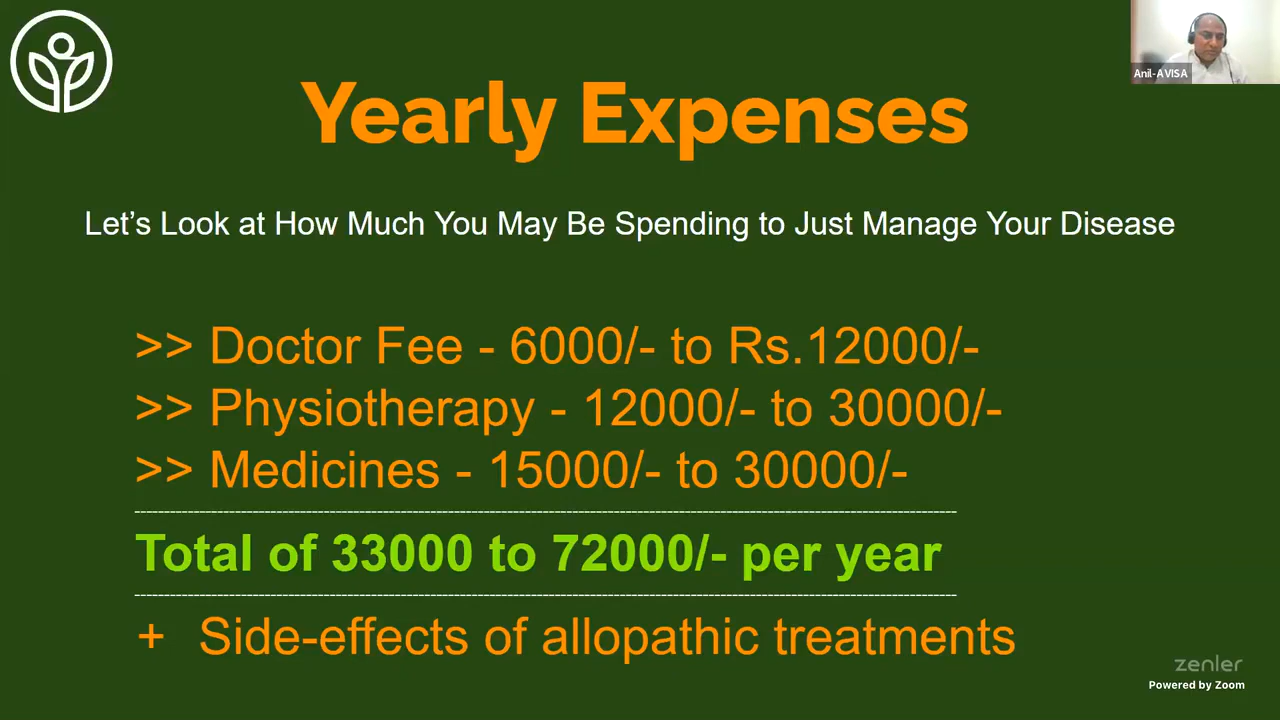 Yearly Expenses
Let's Look at How Much You May Be Spending to Just Manage Your Disease
>> Doctor Fee - 6000/- to Rs.12000/-
>> Physiotherapy - 12000/- to 30000/-
>> Medicines - 15000/- to 30000/-
Total of 33000 to 72000/- per year
+ Side-effects of allopathic treatments
Anil-AVISA
zenler
Powered by Zoom